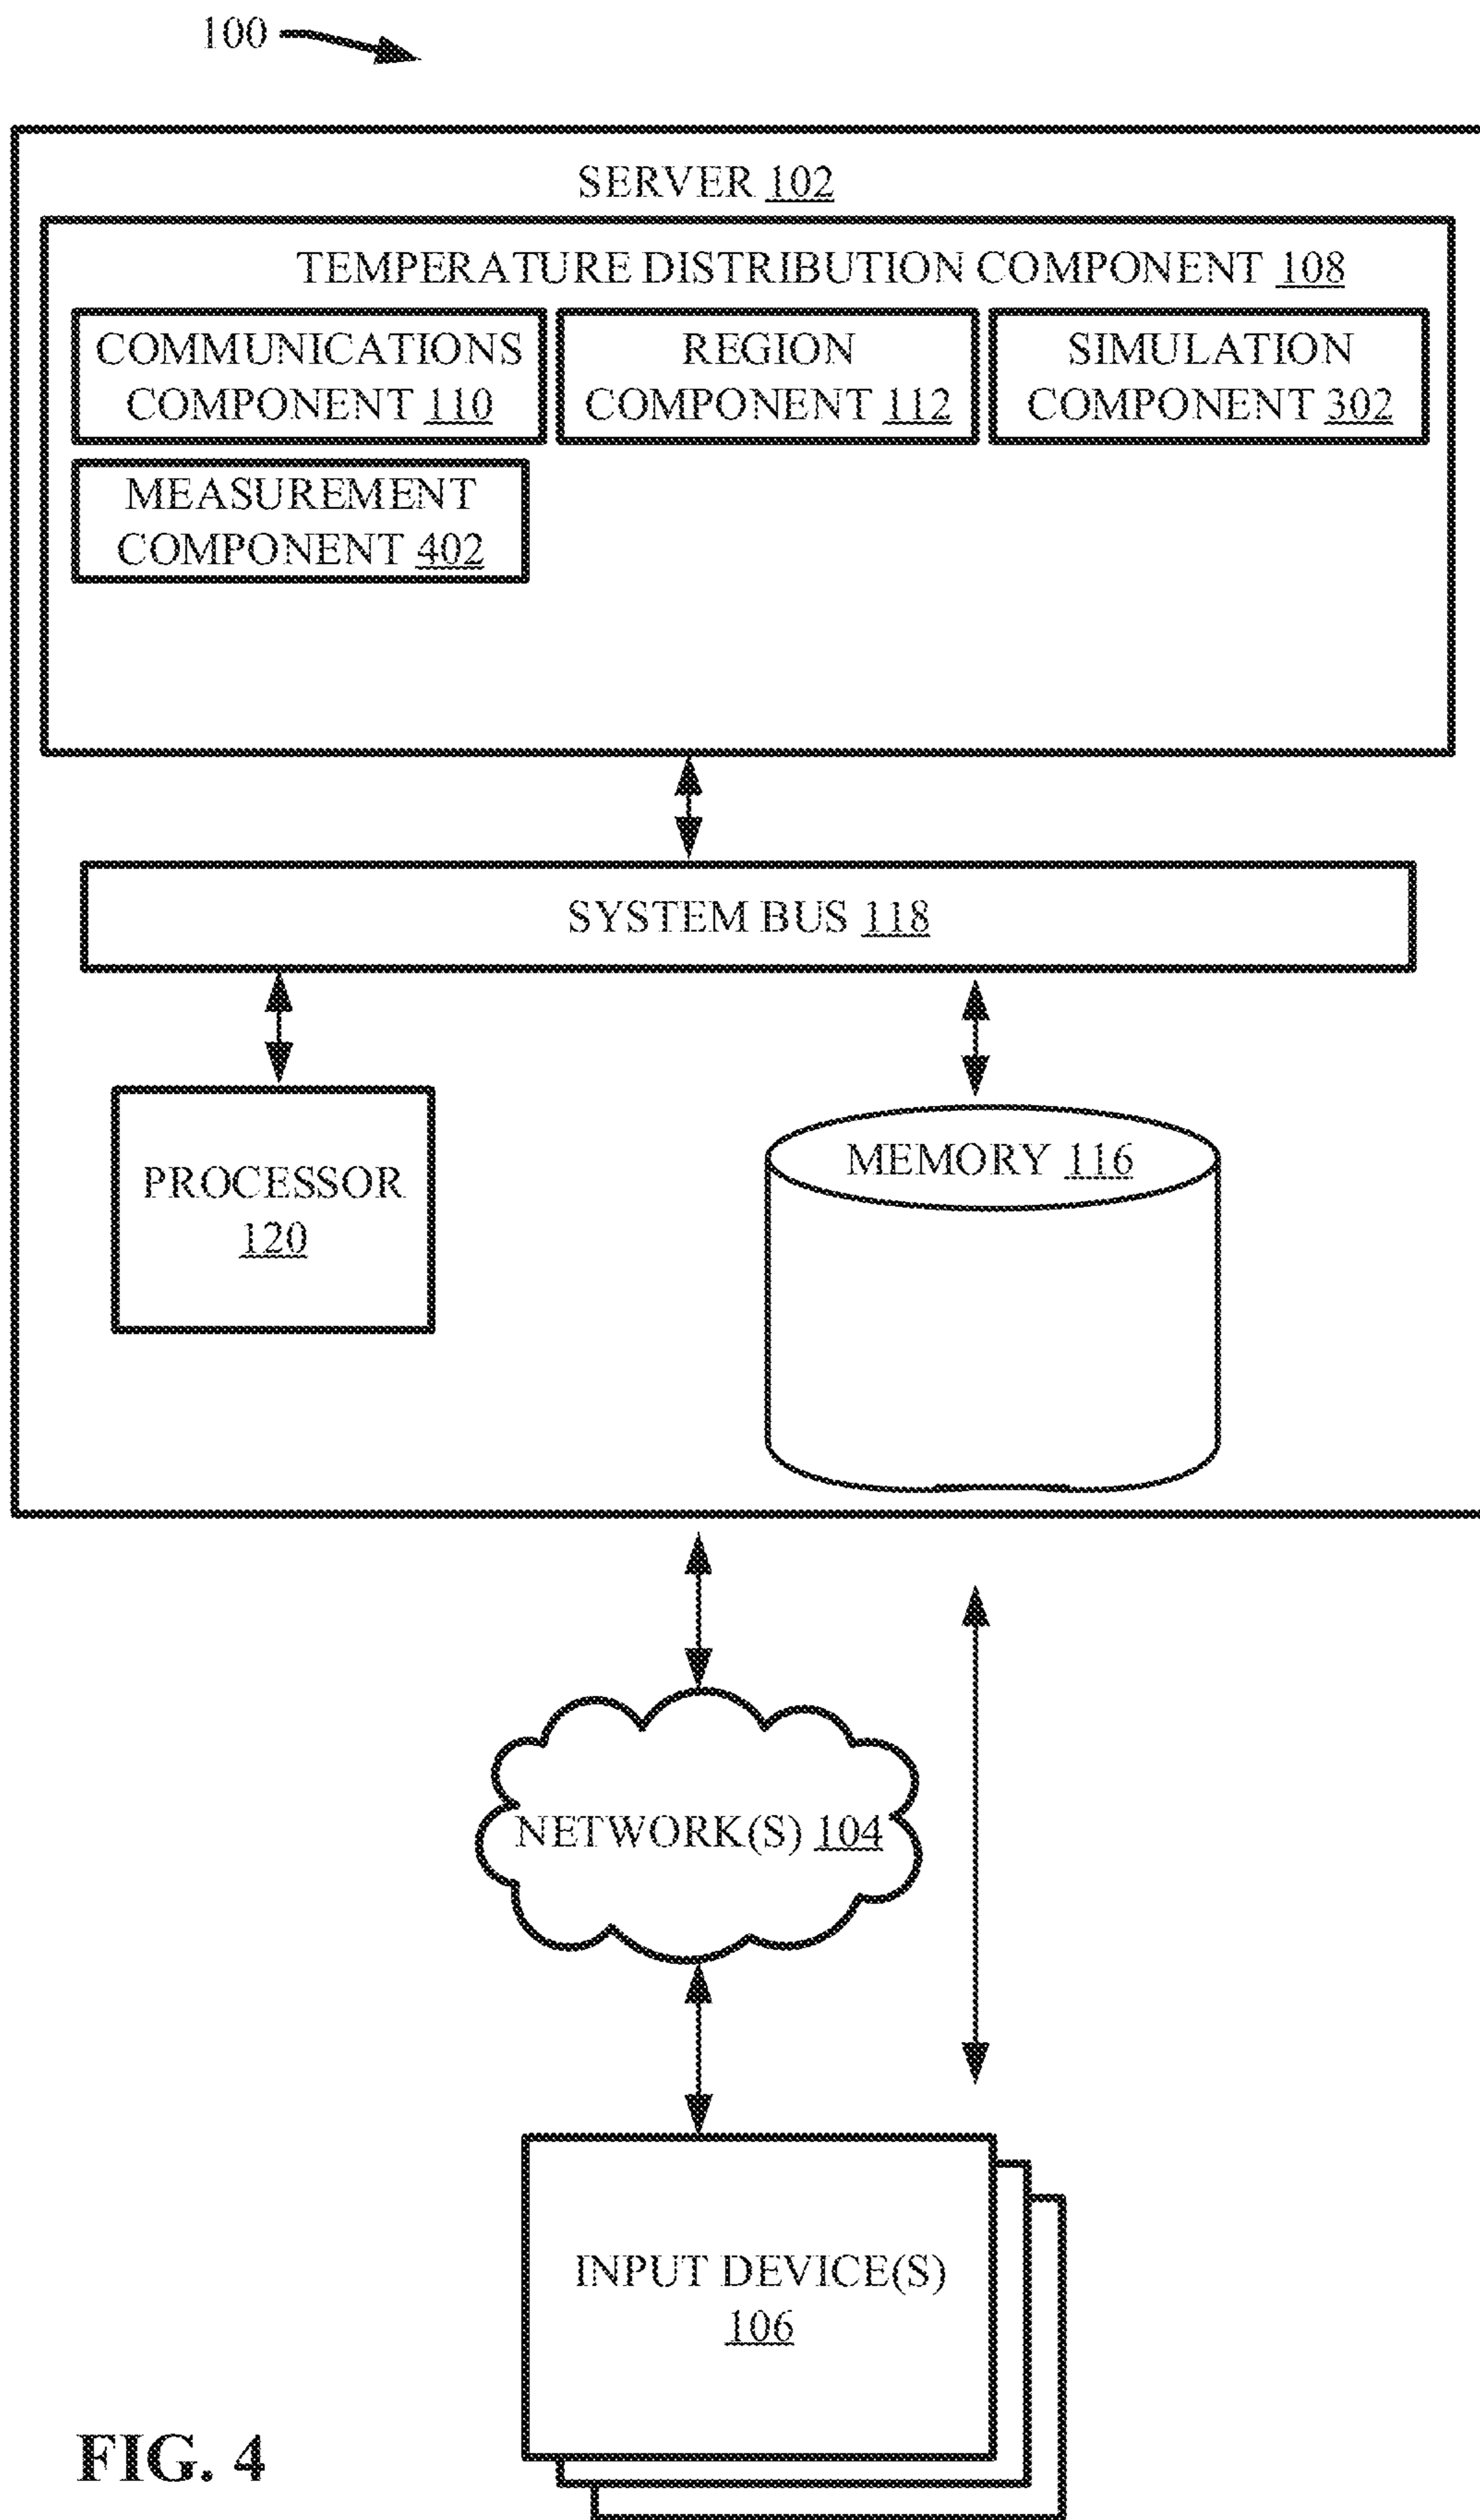 100
SERVER 102
TEMPERATURE DISTRIBUTION COMPONENT 108
COMMUNICATIONS
COMPONENT 110
REGION
COMPONENT 112
SIMULATION
COMPONENT 302
MEASUREMENT
COMPONENT 402
SYSTEM BUS 118
PROCESSOR
120
MEMORY 116
NETWORK(S) 104
INPUT DEVICE(S)
106
FIG. 4